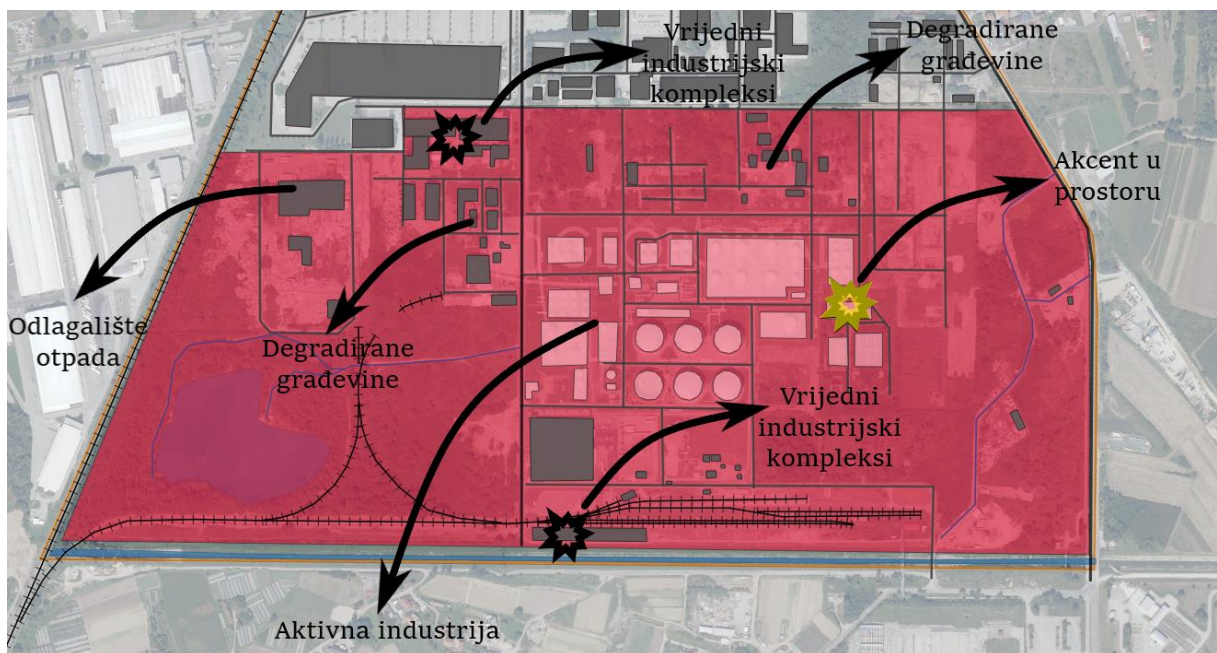 Vrijedni
industrijski
kompleksi
Degradirane
građevine
Akcent u
prostoru
Odlagalište
otpada
Degradirane
građevine
Vrijedni
industrijski
kompleksi
Aktivna industrija